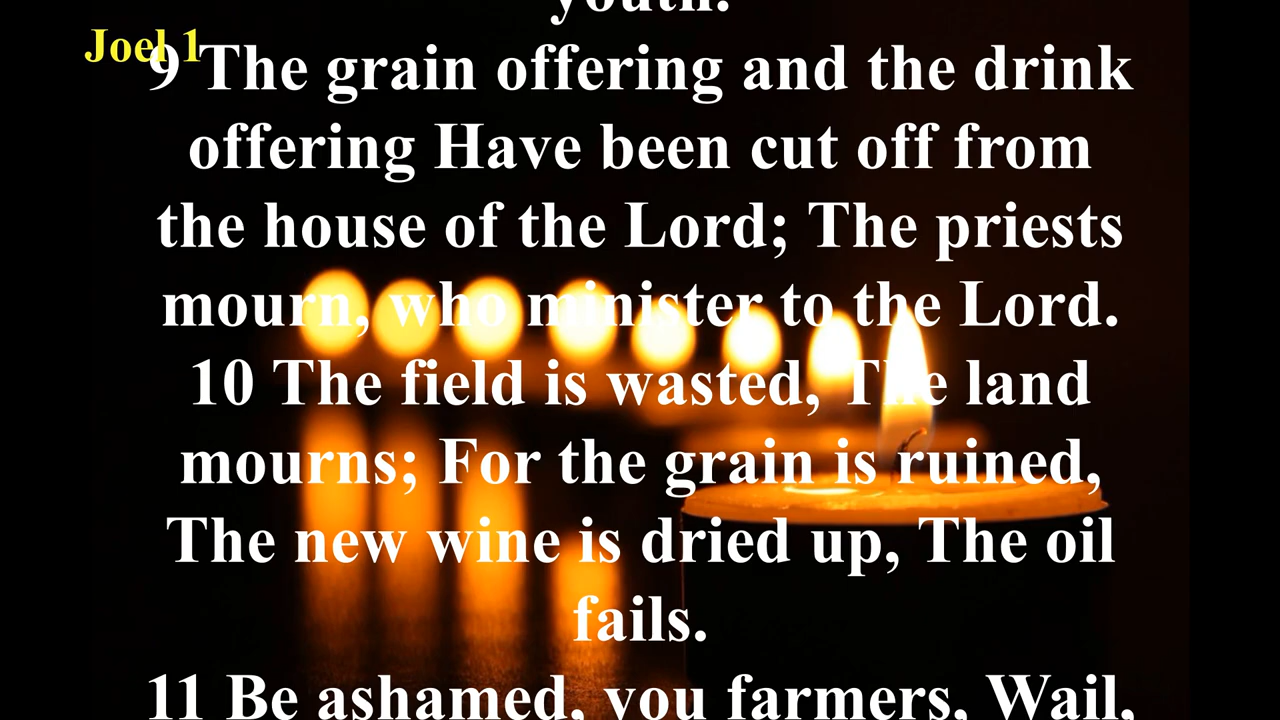 youth.
Joel 1
9 The grain offering and the drink
offering Have been cut off from
the house of the Lord; The priests
mourn, who minister to the Lord.
10 The field is wasted, The land
mourns; For the grain is ruined,
The new wine is dried up, The oil
fails.
11 Be ashamed, you farmers, Wail,